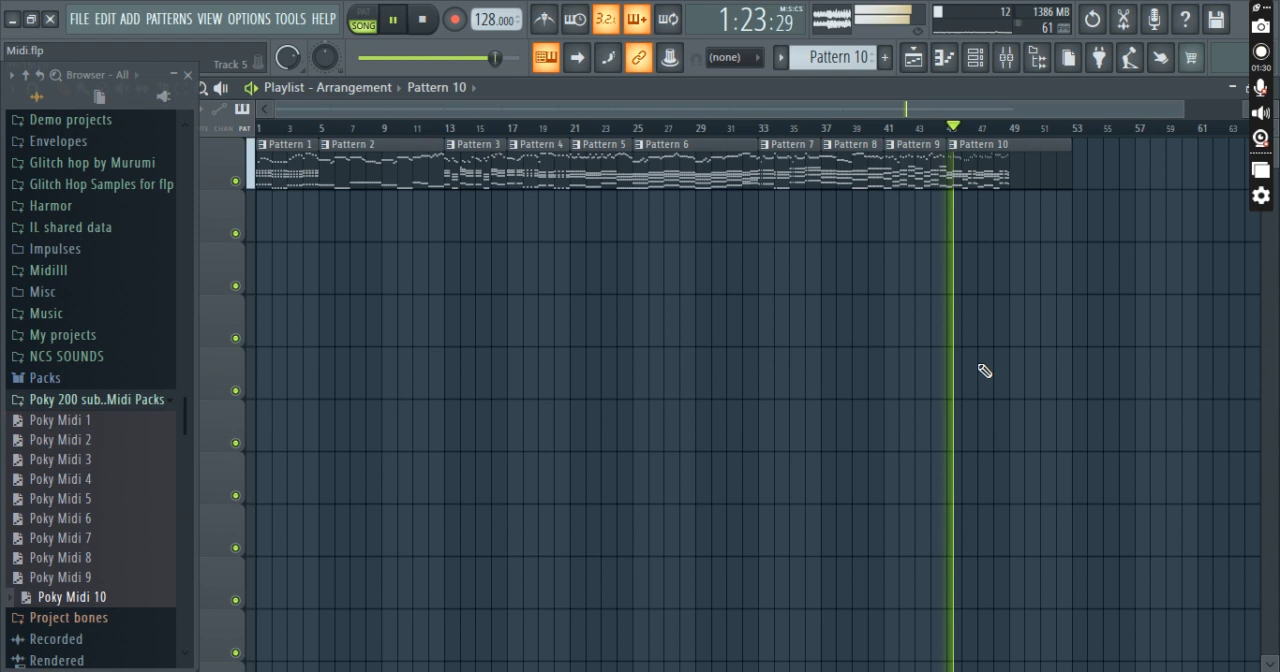 FILE EDIT ADD PATTERNS VIEW OPTIONS TOOLS HELP
PAT
SONG
128.000
3.2.
1:23:29
M:S:CS
12
1386 MB
61
Midi.flp
Track 5
(none)
Pattern 10
+
01:30
Browser - All
Playlist - Arrangement Pattern 10
CHAN PAT
1 3 5 7 9 11 13 15 17 19 21 23 25 27 29 31 33 35 37 39 41 43 47 49 51 53 55 57 59 61 63
Pattern 1 Pattern 2 Pattern 3 Pattern 4 Pattern 5 Pattern 6 Pattern 7 Pattern 8 Pattern 9 Pattern 10
Demo projects
Envelopes
Glitch hop by Murumi
Glitch Hop Samples for flp
Harmor
IL shared data
Impulses
Midilll
Misc
Music
My projects
NCS SOUNDS
Packs
Poky 200 sub..Midi Packs
Poky Midi 1
Poky Midi 2
Poky Midi 3
Poky Midi 4
Poky Midi 5
Poky Midi 6
Poky Midi 7
Poky Midi 8
Poky Midi 9
Poky Midi 10
Project bones
Recorded
Rendered